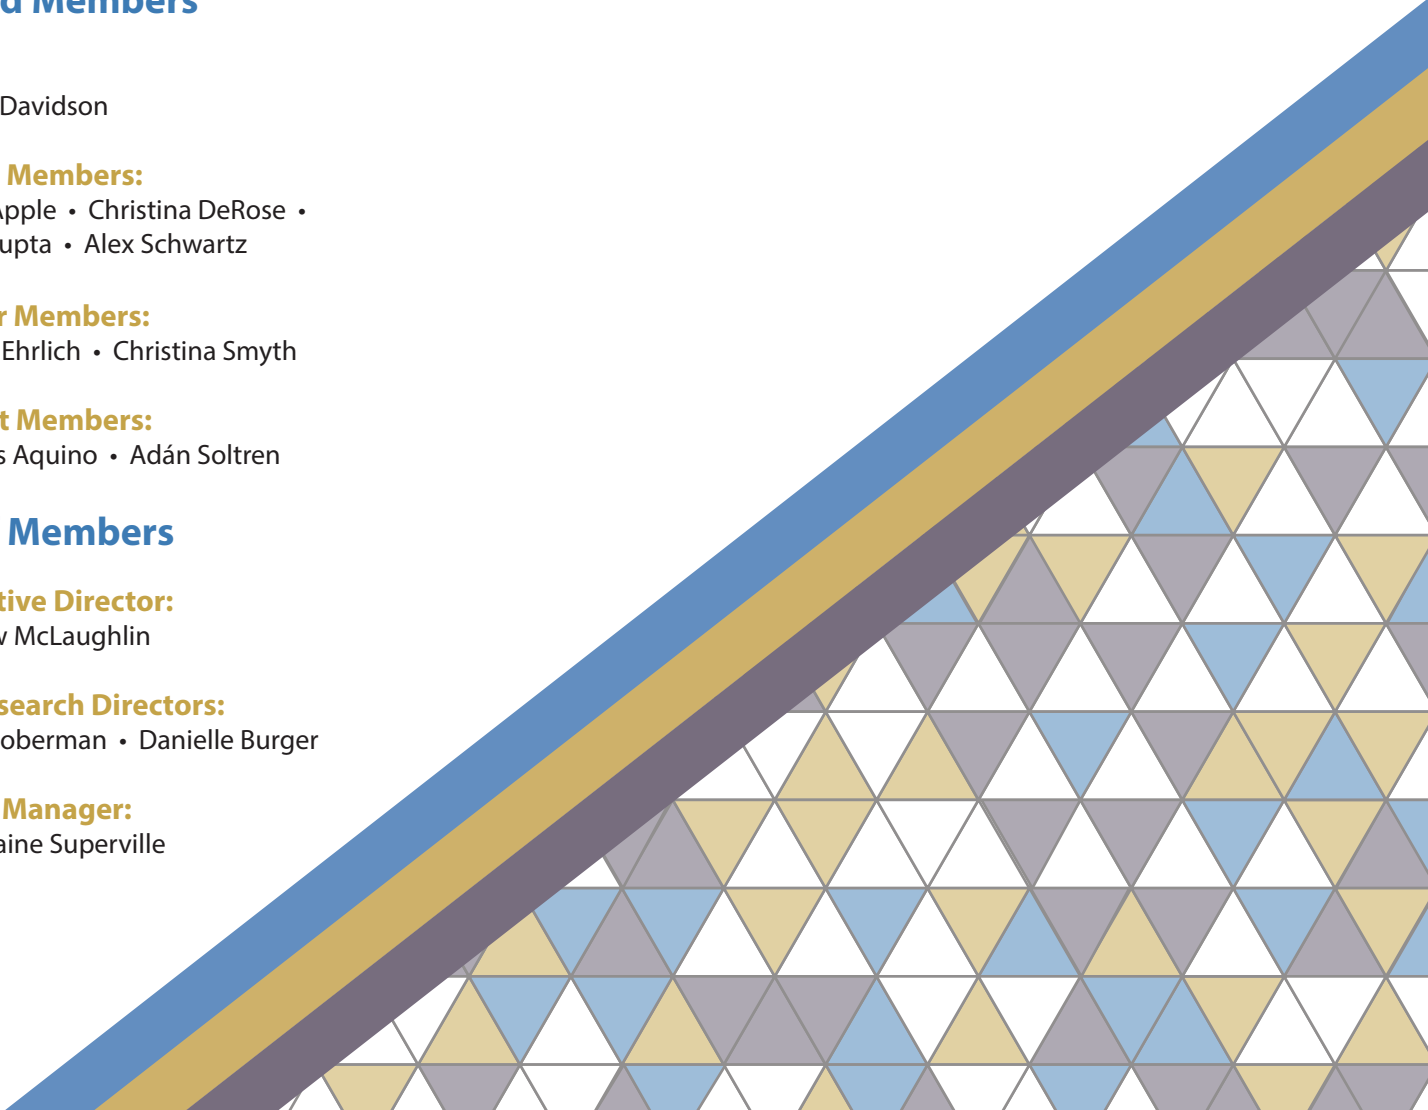 d Members
Davidson
Members:
Apple • Christina DeRose •
upta • Alex Schwartz
r Members:
Ehrlich • Christina Smyth
t Members:
s Aquino • Adán Soltren
Members
tive Director:
w McLaughlin
search Directors:
oberman • Danielle Burger
Manager:
aine Superville